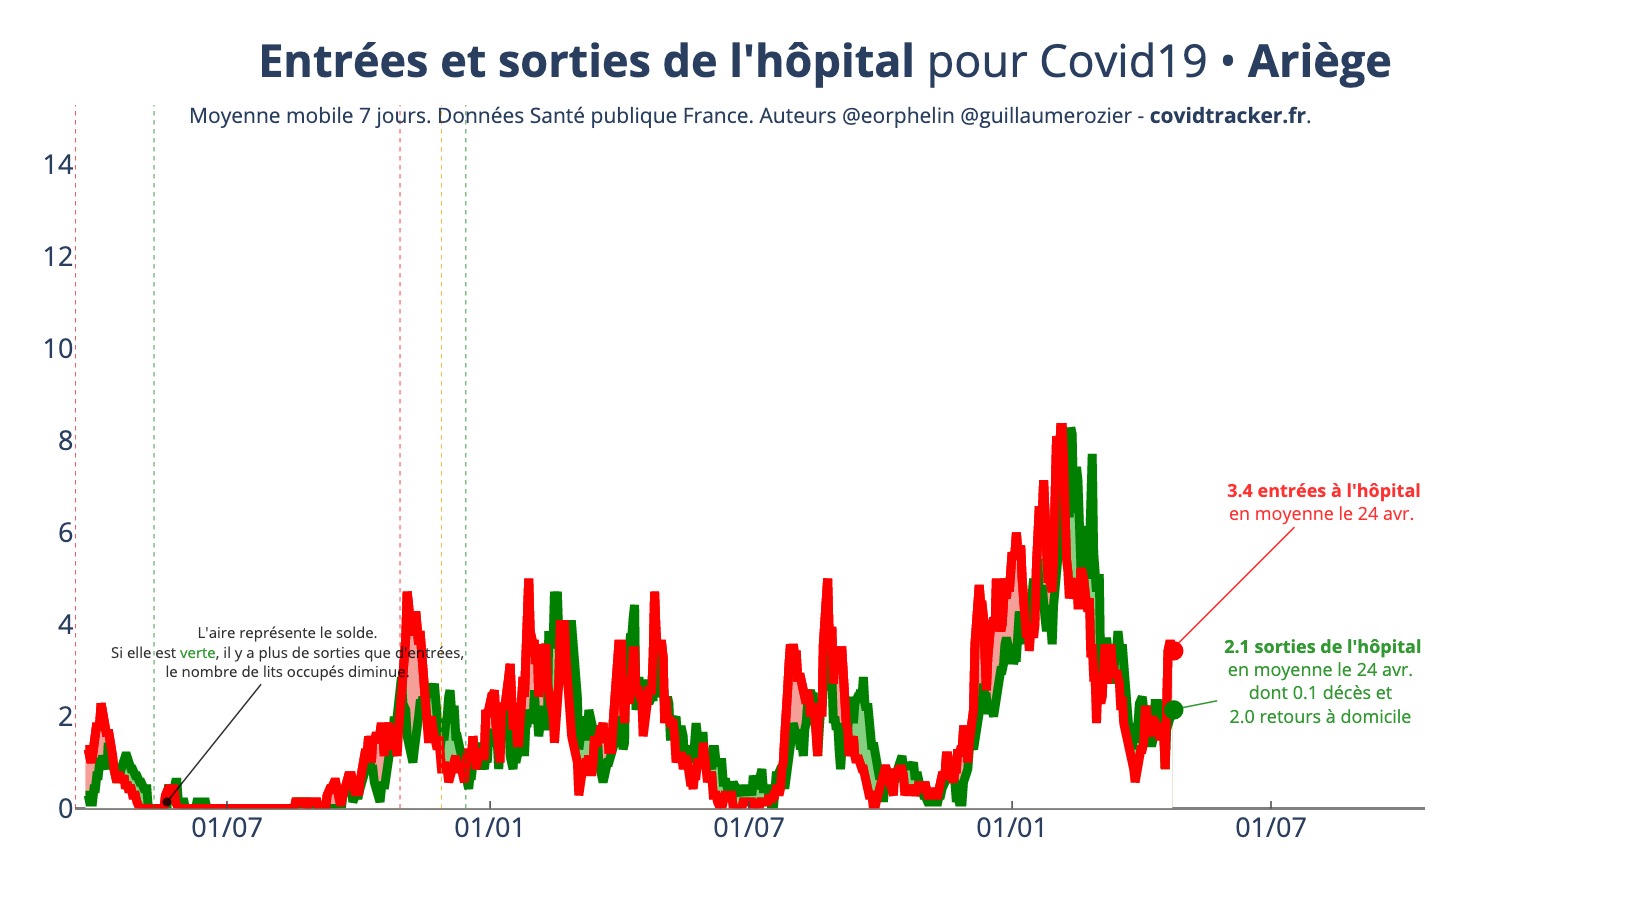 Entrées et sorties de l'hôpital pour Covid19 • Ariège
Moyenne mobile 7 jours. Données Santé publique France. Auteurs @eorphelin @guillaumerozier - covidtracker.fr.
14
12
10
8
6
4
2
0
L'aire représente le solde.
Si elle est verte, il y a plus de sorties que d'entrées,
le nombre de lits occupés diminue.
3.4 entrées à l'hôpital
en moyenne le 24 avr.
2.1 sorties de l'hôpital
en moyenne le 24 avr.
dont 0.1 décès et
2.0 retours à domicile
01/07
01/01
01/07
01/01
01/07